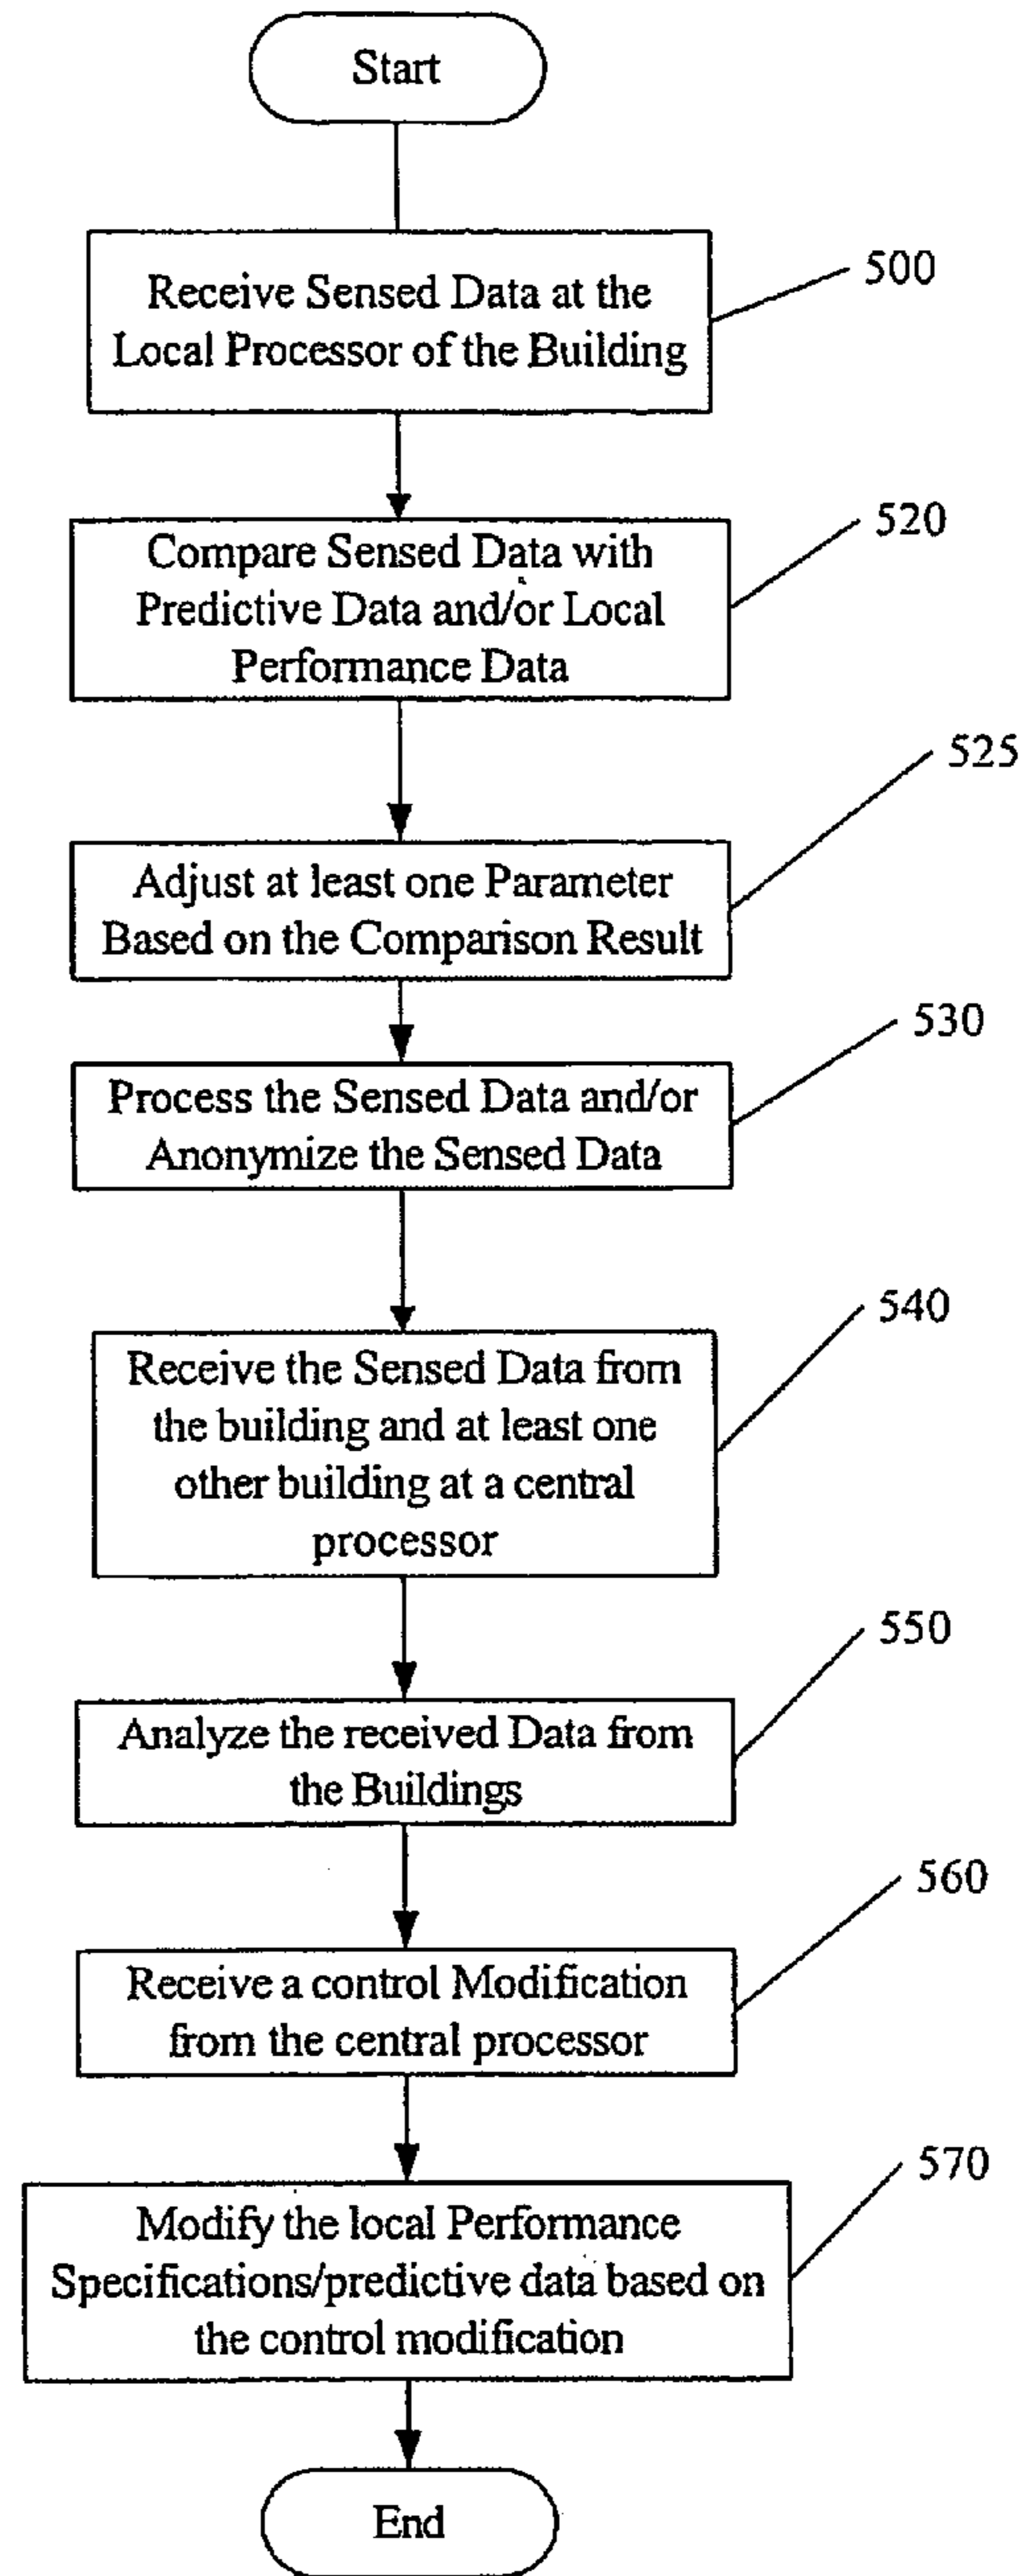 Start
Receive Sensed Data at the
Local Processor of the Building
500
Compare Sensed Data with
Predictive Data and/or Local
Performance Data
520
Adjust at least one Parameter
Based on the Comparison Result
525
Process the Sensed Data and/or
Anonymize the Sensed Data
530
Receive the Sensed Data from
the building and at least one
other building at a central
processor
540
Analyze the received Data from
the Buildings
550
Receive a control Modification
from the central processor
560
Modify the local Performance
Specifications/predictive data based on
the control modification
570
End